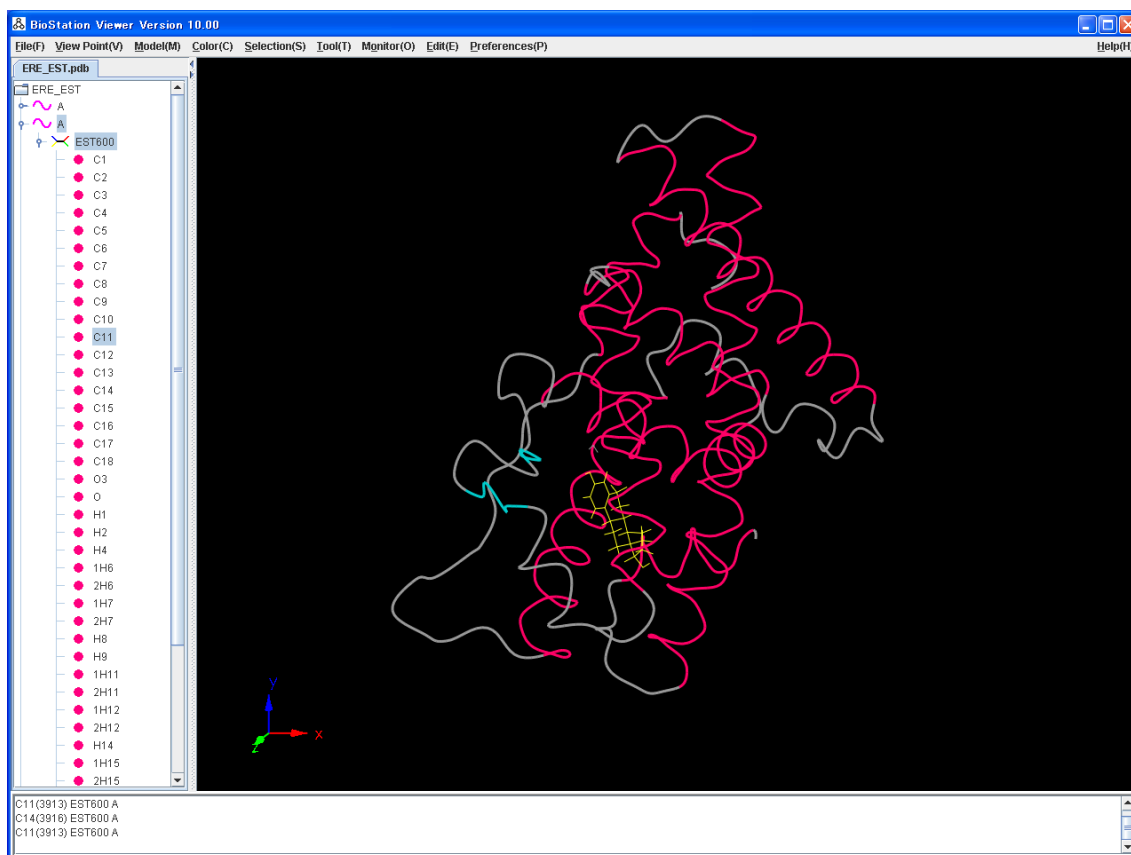 BioStation Viewer Version 10.00
File(F) View Point(V) Model(M) Color(C) Selection(S) Tool(T) Monitor(O) Edit(E) Preferences(P) Help(H)
ERE_EST.pdb
ERE_EST
A
A
EST600
C1
C2
C3
C4
C5
C6
C7
C8
C9
C10
C11
C12
C13
C14
C15
C16
C17
C18
O3
O
H1
H2
H4
1H6
2H6
1H7
2H7
H8
H9
1H11
2H11
1H12
2H12
H14
1H15
2H15
y
x
z
C11(3913) EST600 A
C14(3916) EST600 A
C11(3913) EST600 A